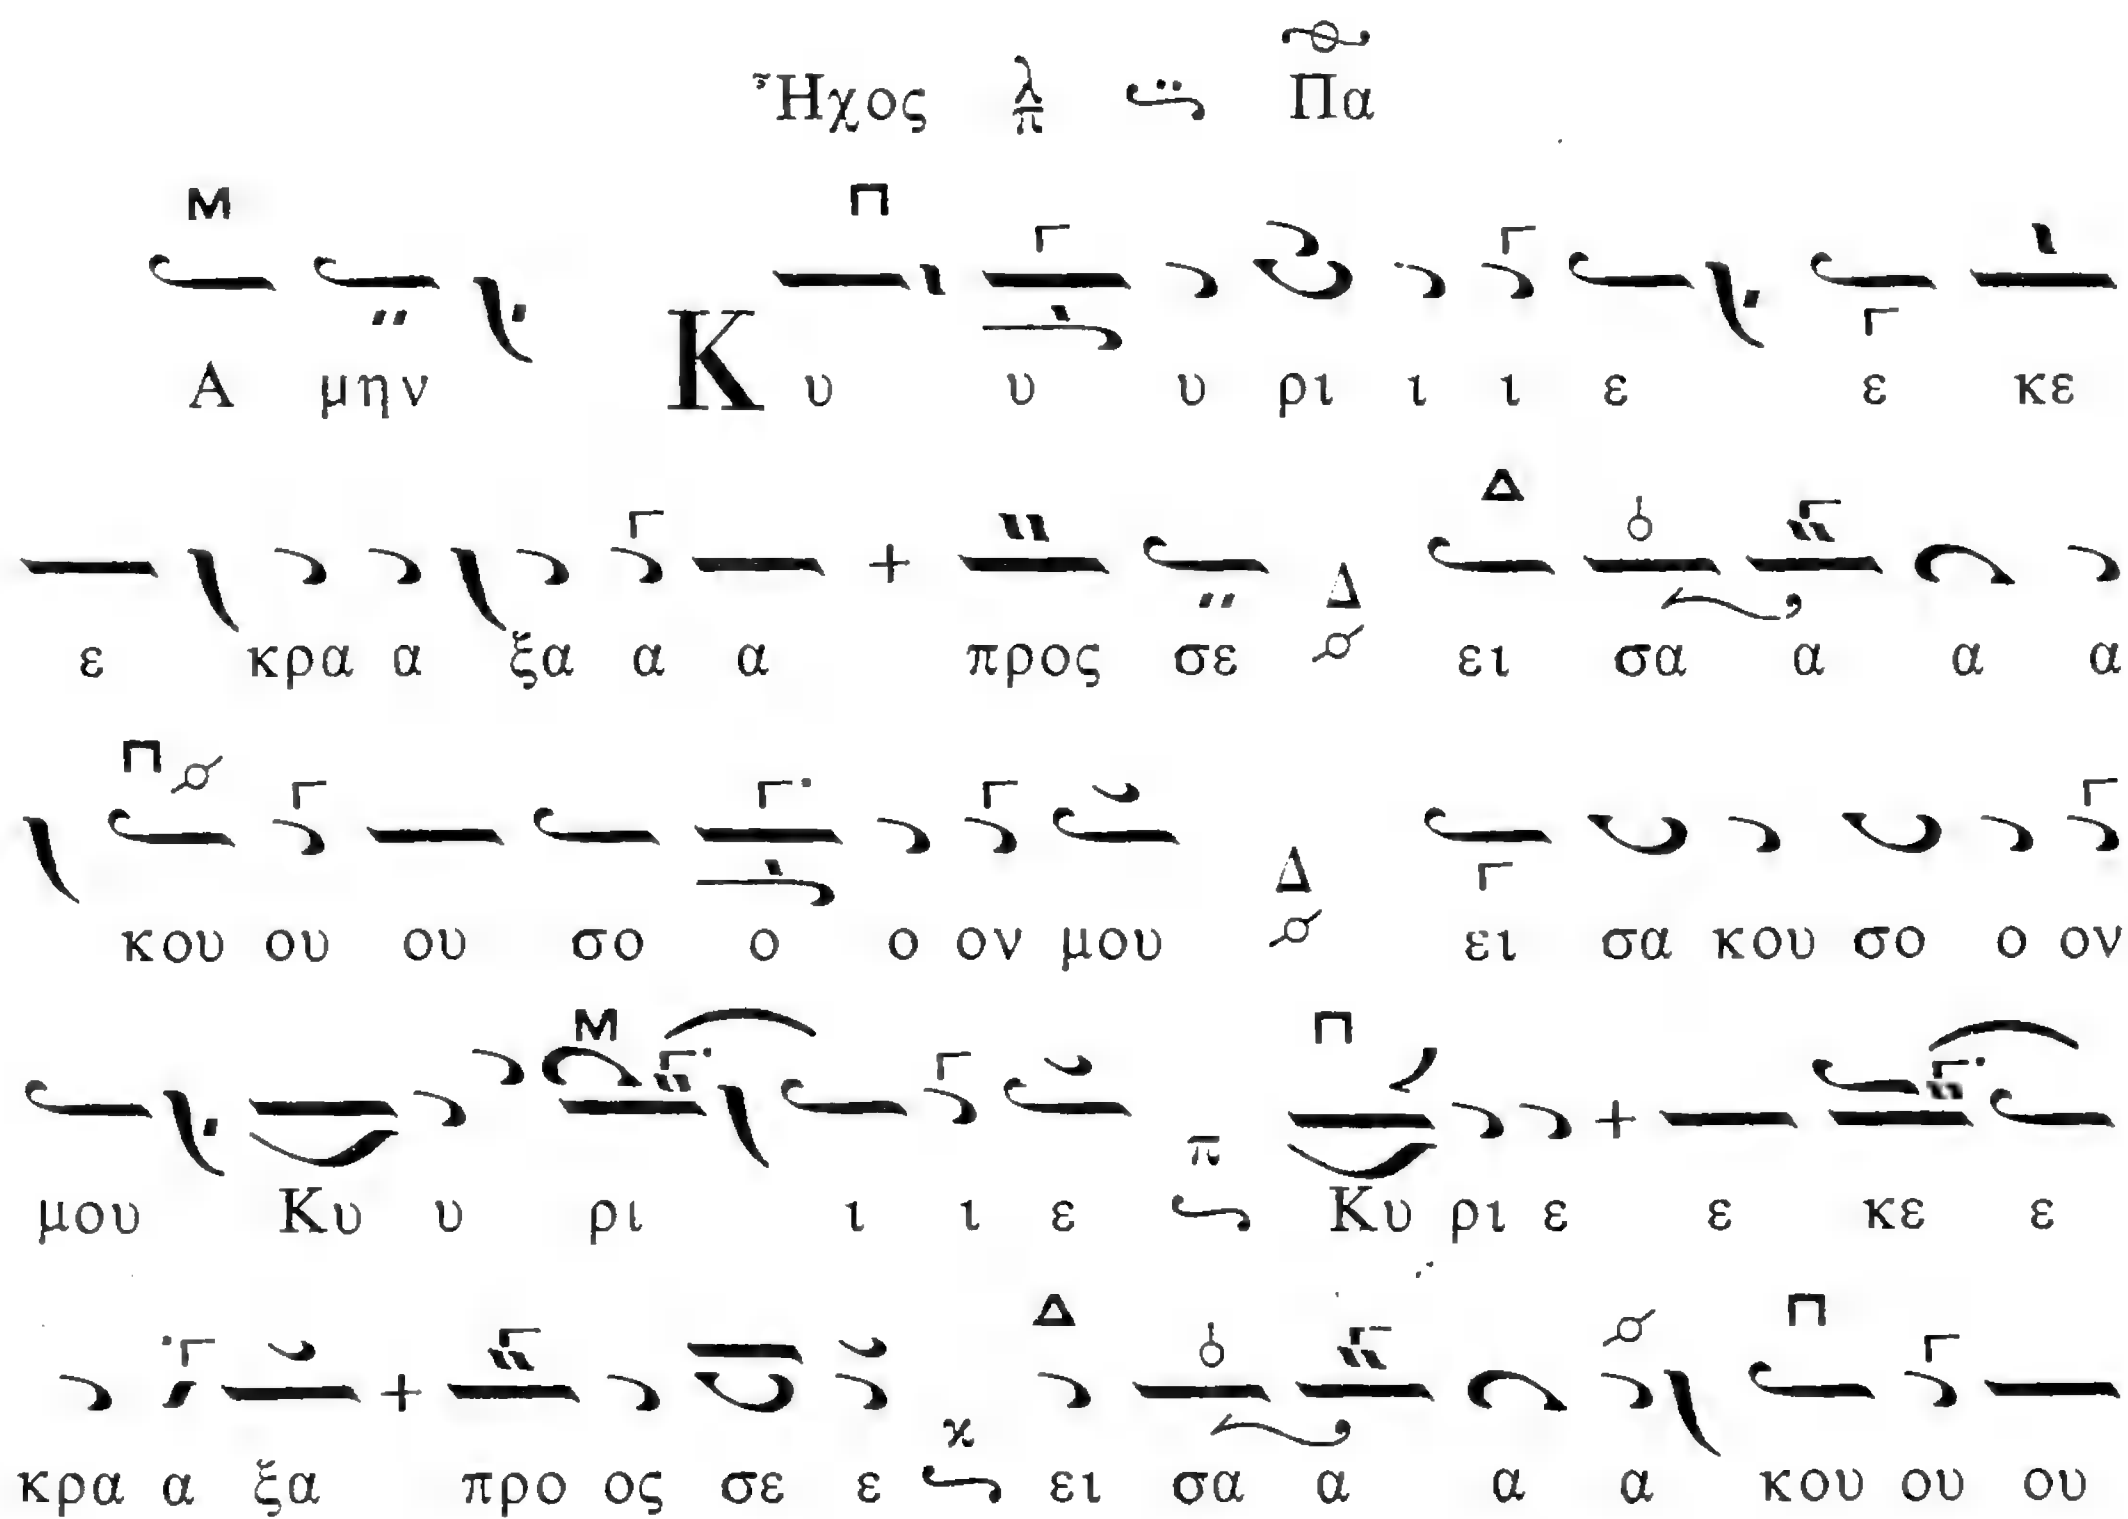 Ἦχος λ π Πα
Μ Π
Α μην Κ υ υ υ ρι ι ι ε ε κε
Δ
ε κρα α ξα α α προς σε Δ ει σα α α α
Π
κου ου ου σο ο ο ον μου Δ ει σα κου σο ο ον
Μ Π
μου Κυ υ ρι ι ι ε π Κυ ρι ε ε κε ε
Δ Π
κρα α ξα προ ος σε ε κ ει σα α α α κου ου ου